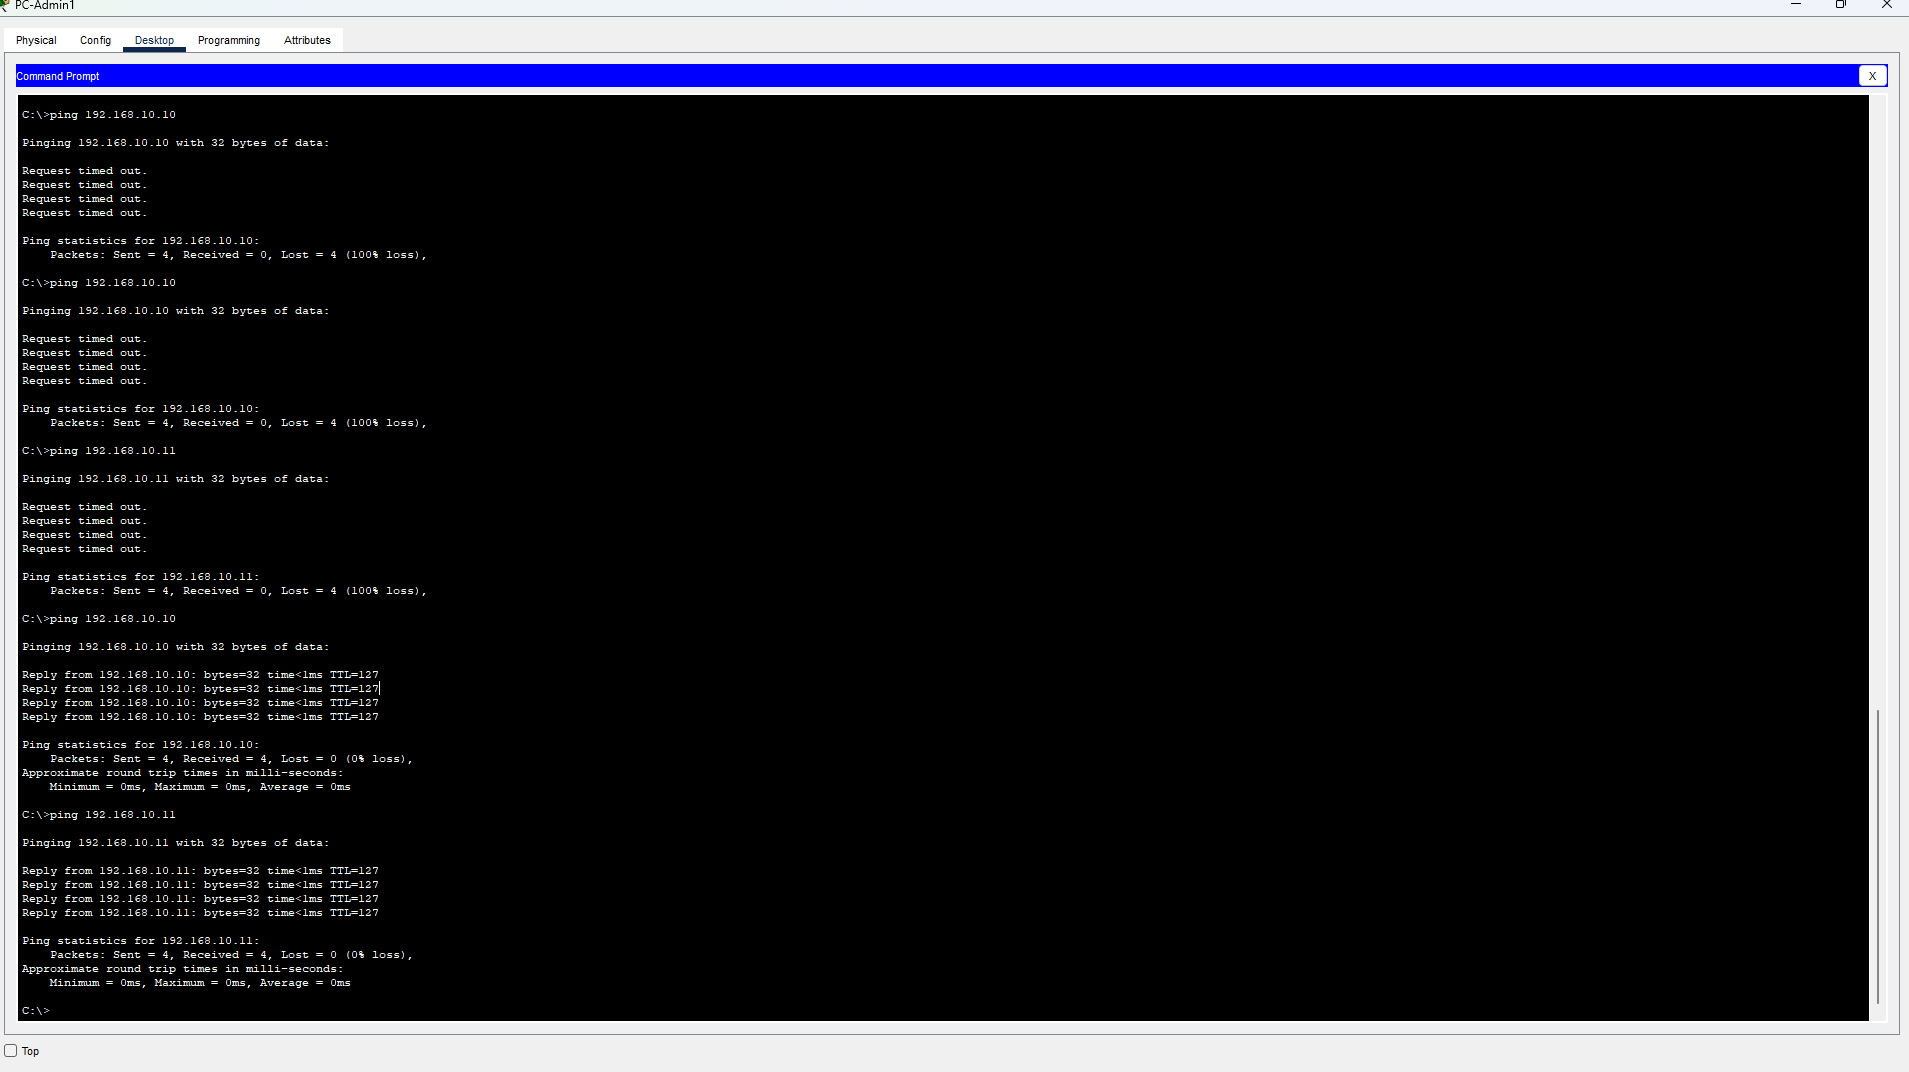 PC-Admin1
Physical Config Desktop Programming Attributes
Command Prompt
X
C:\>ping 192.168.10.10
Pinging 192.168.10.10 with 32 bytes of data:
Request timed out.
Request timed out.
Request timed out.
Request timed out.
Ping statistics for 192.168.10.10:
Packets: Sent = 4, Received = 0, Lost = 4 (100% loss),
C:\>ping 192.168.10.10
Pinging 192.168.10.10 with 32 bytes of data:
Request timed out.
Request timed out.
Request timed out.
Request timed out.
Ping statistics for 192.168.10.10:
Packets: Sent = 4, Received = 0, Lost = 4 (100% loss),
C:\>ping 192.168.10.11
Pinging 192.168.10.11 with 32 bytes of data:
Request timed out.
Request timed out.
Request timed out.
Request timed out.
Ping statistics for 192.168.10.11:
Packets: Sent = 4, Received = 0, Lost = 4 (100% loss),
C:\>ping 192.168.10.10
Pinging 192.168.10.10 with 32 bytes of data:
Reply from 192.168.10.10: bytes=32 time<1ms TTL=127
Reply from 192.168.10.10: bytes=32 time<1ms TTL=127
Reply from 192.168.10.10: bytes=32 time<1ms TTL=127
Reply from 192.168.10.10: bytes=32 time<1ms TTL=127
Ping statistics for 192.168.10.10:
Packets: Sent = 4, Received = 4, Lost = 0 (0% loss),
Approximate round trip times in milli-seconds:
Minimum = 0ms, Maximum = 0ms, Average = 0ms
C:\>ping 192.168.10.11
Pinging 192.168.10.11 with 32 bytes of data:
Reply from 192.168.10.11: bytes=32 time<1ms TTL=127
Reply from 192.168.10.11: bytes=32 time<1ms TTL=127
Reply from 192.168.10.11: bytes=32 time<1ms TTL=127
Reply from 192.168.10.11: bytes=32 time<1ms TTL=127
Ping statistics for 192.168.10.11:
Packets: Sent = 4, Received = 4, Lost = 0 (0% loss),
Approximate round trip times in milli-seconds:
Minimum = 0ms, Maximum = 0ms, Average = 0ms
C:\>
Top